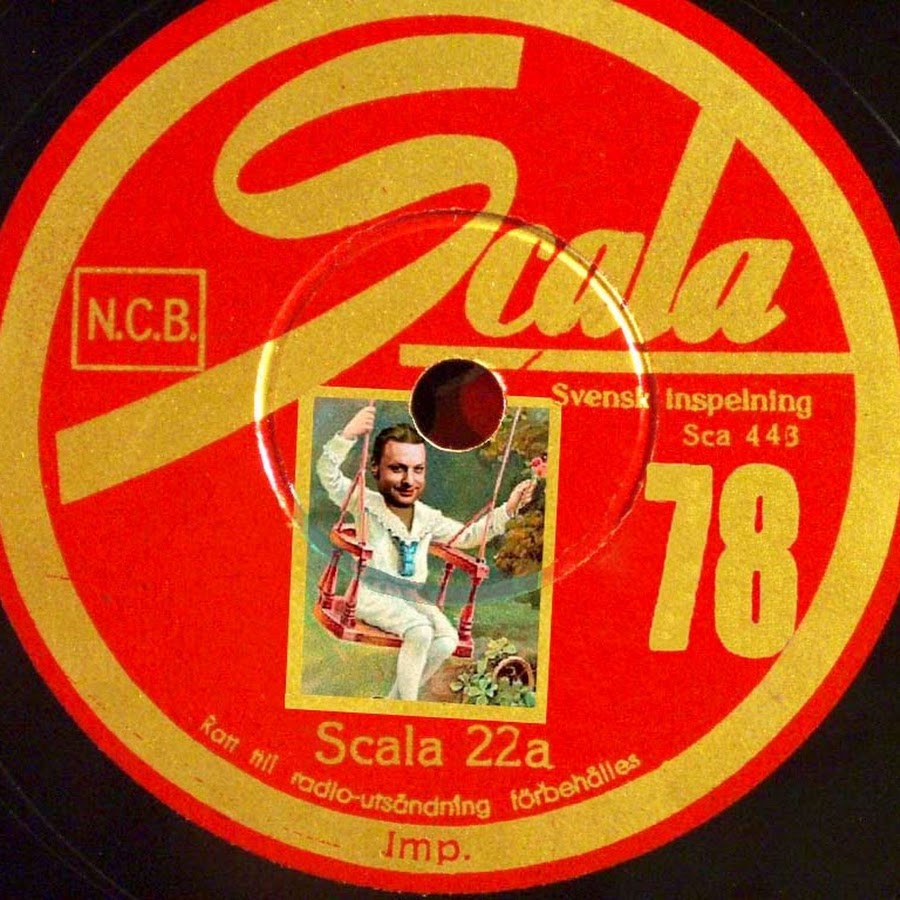 Scala
N.C.B.
Svensk inspelning
Sca 443
78
Scala 22a
Rätt till radio-utsändning förbehålles
Imp.